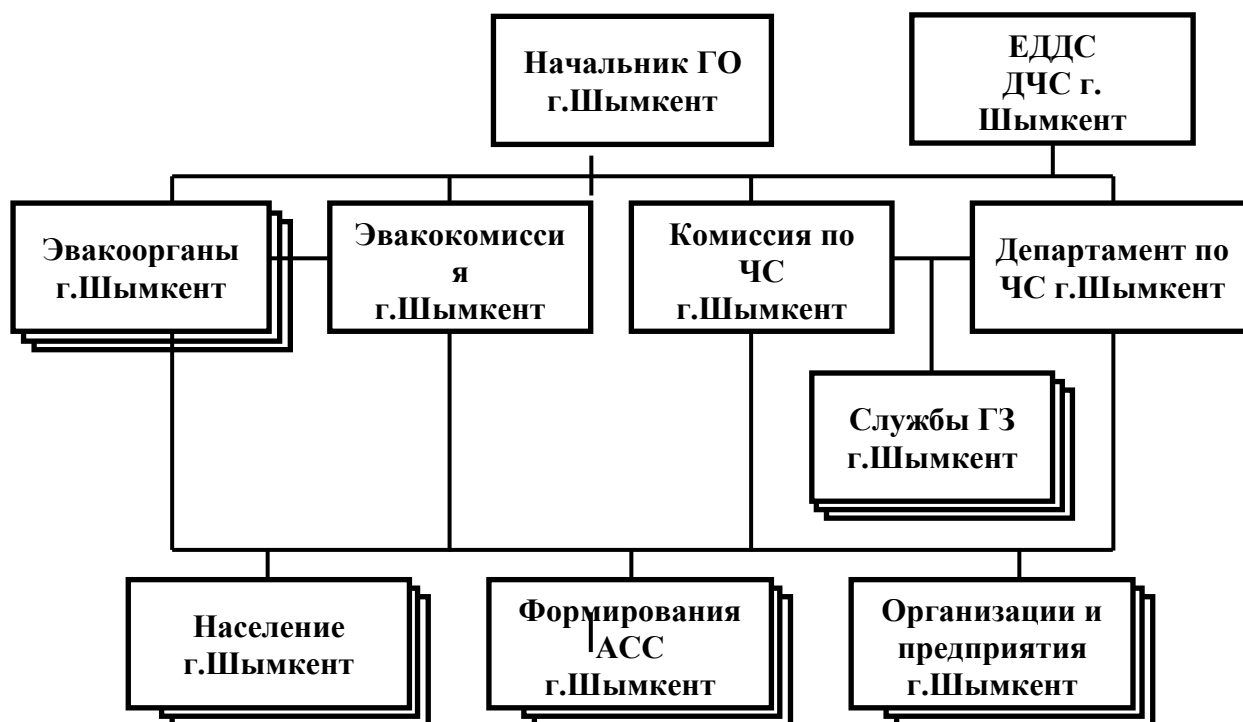 Начальник ГО
г.Шымкент
ЕДДС
ДЧС г.
Шымкент
Эвакоорганы
г.Шымкент
Эвакокомисси
я
г.Шымкент
Комиссия по
ЧС
г.Шымкент
Департамент по
ЧС г.Шымкент
Службы ГЗ
г.Шымкент
Население
г.Шымкент
Формирования
АСС
г.Шымкент
Организации и
предприятия
г.Шымкент